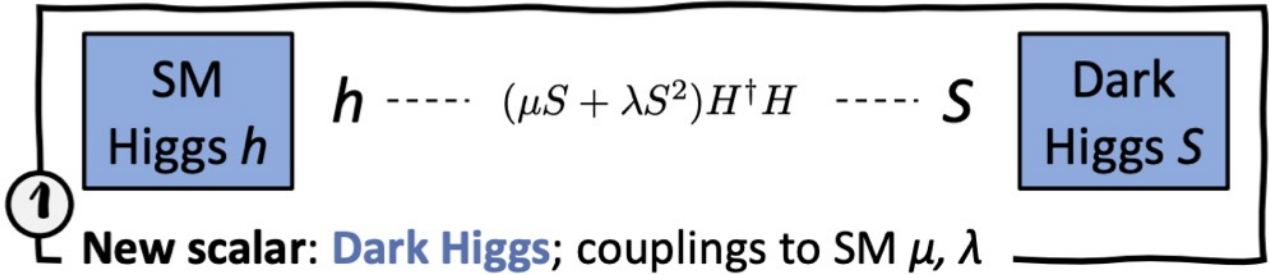 SM
Higgs h
h ----- (μS + λS²)H†H ----- S
Dark
Higgs S
1
New scalar: Dark Higgs; couplings to SM μ, λ